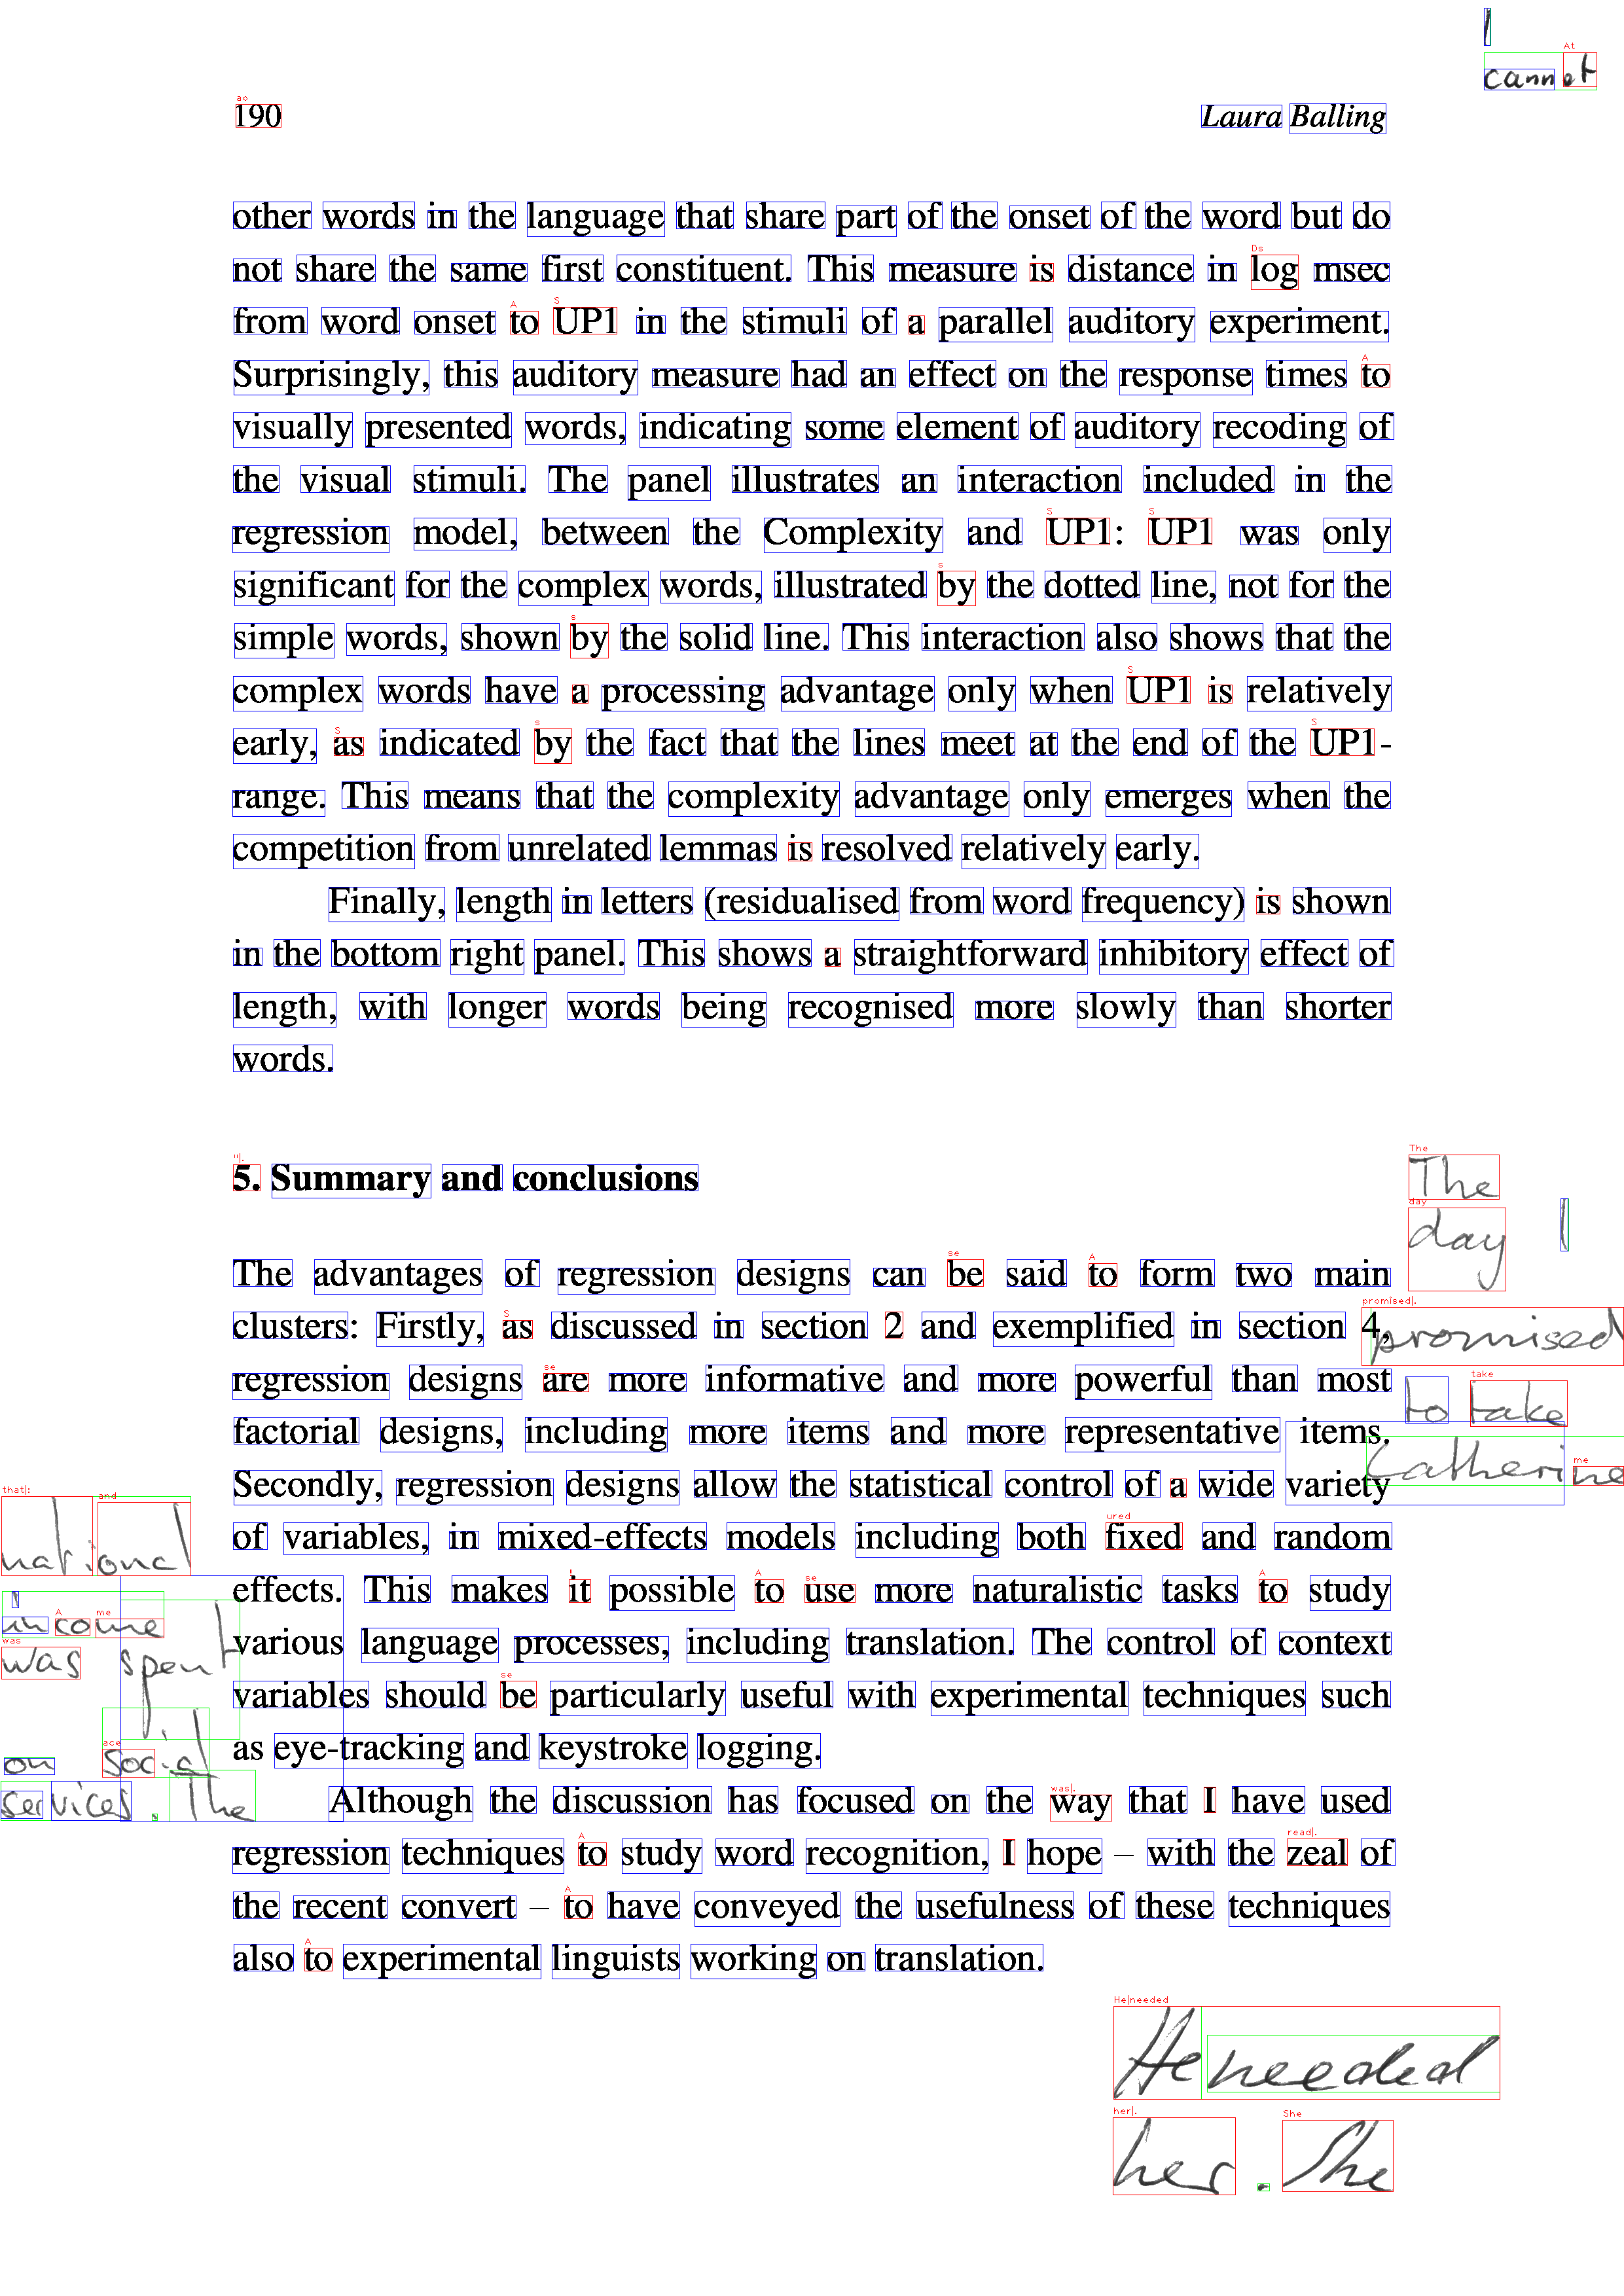 I
cannot
190 Laura Balling
other words in the language that share part of the onset of the word but do
not share the same first constituent. This measure is distance in log msec
from word onset to UP1 in the stimuli of a parallel auditory experiment.
Surprisingly, this auditory measure had an effect on the response times to
visually presented words, indicating some element of auditory recoding of
the visual stimuli. The panel illustrates an interaction included in the
regression model, between the Complexity and UP1: UP1 was only
significant for the complex words, illustrated by the dotted line, not for the
simple words, shown by the solid line. This interaction also shows that the
complex words have a processing advantage only when UP1 is relatively
early, as indicated by the fact that the lines meet at the end of the UP1-
range. This means that the complexity advantage only emerges when the
competition from unrelated lemmas is resolved relatively early.
Finally, length in letters (residualised from word frequency) is shown
in the bottom right panel. This shows a straightforward inhibitory effect of
length, with longer words being recognised more slowly than shorter
words.
5. Summary and conclusions
The advantages of regression designs can be said to form two main
clusters: Firstly, as discussed in section 2 and exemplified in section 4,
regression designs are more informative and more powerful than most
factorial designs, including more items and more representative items.
Secondly, regression designs allow the statistical control of a wide variety
of variables, in mixed-effects models including both fixed and random
effects. This makes it possible to use more naturalistic tasks to study
various language processes, including translation. The control of context
variables should be particularly useful with experimental techniques such
as eye-tracking and keystroke logging.
Although the discussion has focused on the way that I have used
regression techniques to study word recognition, I hope – with the zeal of
the recent convert – to have conveyed the usefulness of these techniques
also to experimental linguists working on translation.
The
day I
promised
to take
Catherine
national
income
was spent
on social
services. The
He needed
her. She